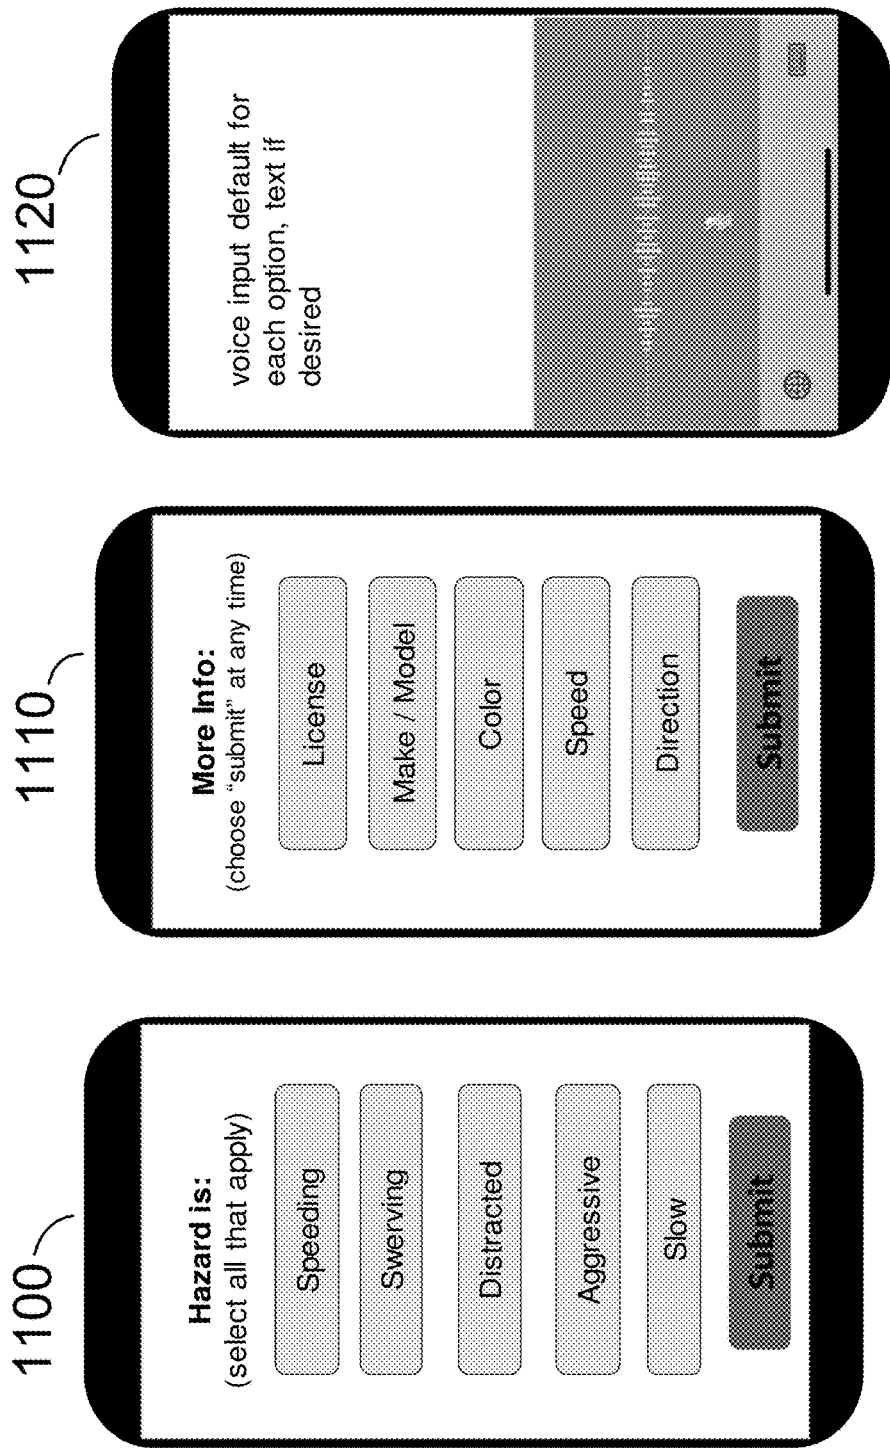 1100
Hazard is:
(select all that apply)
Speeding
Swerving
Distracted
Aggressive
Slow
Submit
1110
More Info:
(choose “submit” at any time)
License
Make / Model
Color
Speed
Direction
Submit
1120
voice input default for
each option, text if
desired